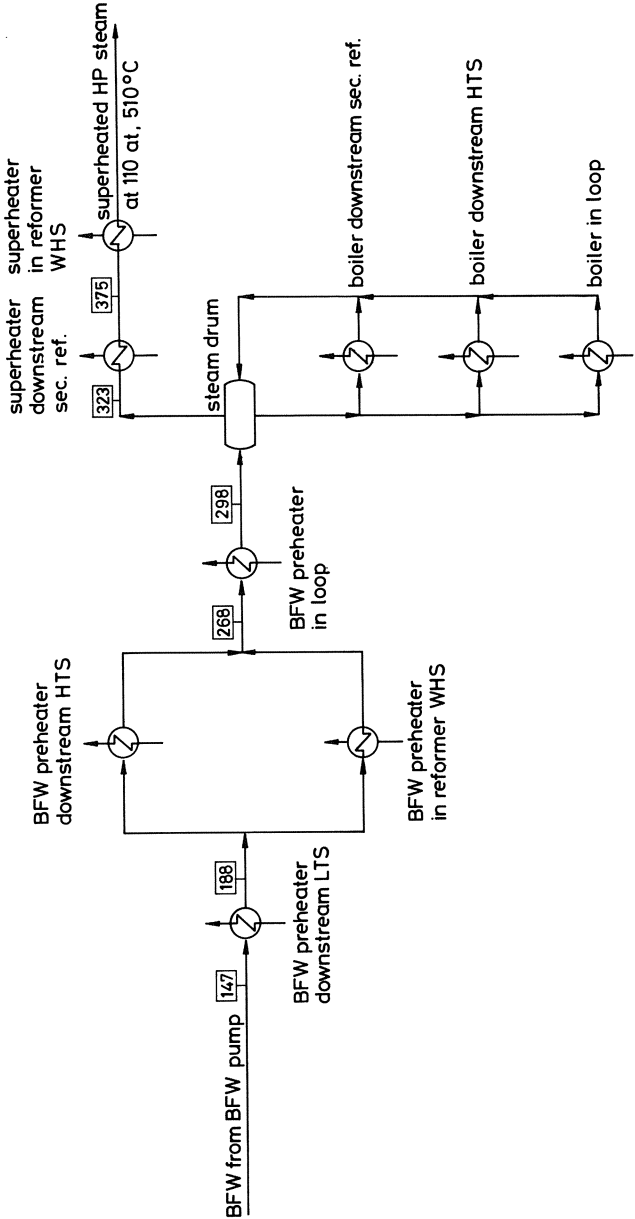 BFW from BFW pump
147
BFW preheater
downstream LTS
188
BFW preheater
downstream HTS
BFW preheater
in reformer WHS
268
BFW preheater
in loop
298
steam drum
323
superheater
downstream
sec. ref.
375
superheater
in reformer
WHS
superheated HP steam
at 110 at, 510°C
boiler downstream sec. ref.
boiler downstream HTS
boiler in loop